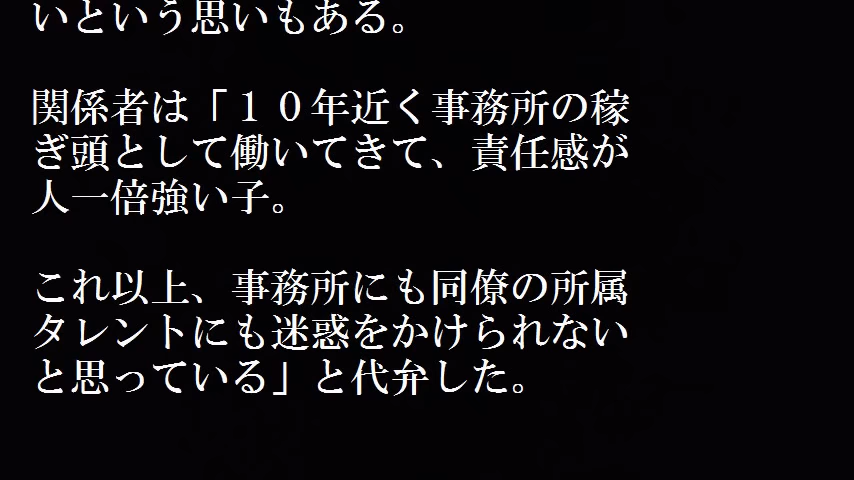 いという思いもある。
関係者は「１０年近く事務所の稼
ぎ頭として働いてきて、責任感が
人一倍強い子。
これ以上、事務所にも同僚の所属
タレントにも迷惑をかけられない
と思っている」と代弁した。